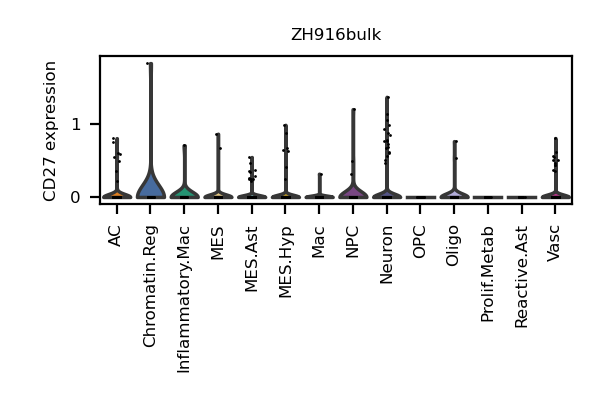 ZH916bulk
CD27 expression
1
0
AC
Chromatin.Reg
Inflammatory.Mac
MES
MES.Ast
MES.Hyp
Mac
NPC
Neuron
OPC
Oligo
Prolif.Metab
Reactive.Ast
Vasc